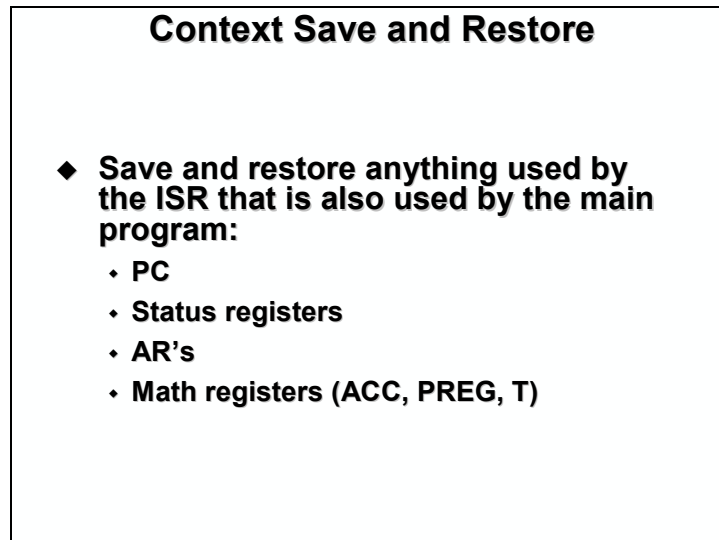 Context Save and Restore
Save and restore anything used by
the ISR that is also used by the main
program:
PC
Status registers
AR’s
Math registers (ACC, PREG, T)